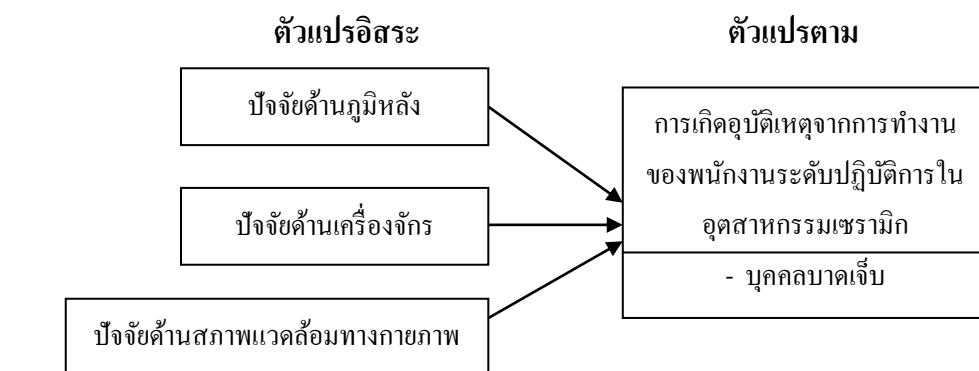 ตัวแปรอิสระ
ตัวแปรตาม
ปัจจัยด้านภูมิหลัง
ปัจจัยด้านเครื่องจักร
ปัจจัยด้านสภาพแวดล้อมทางกายภาพ
การเกิดอุบัติเหตุจากการทำงาน
ของพนักงานระดับปฏิบัติการใน
อุตสาหกรรมเซรามิก
- บุคคลบาดเจ็บ